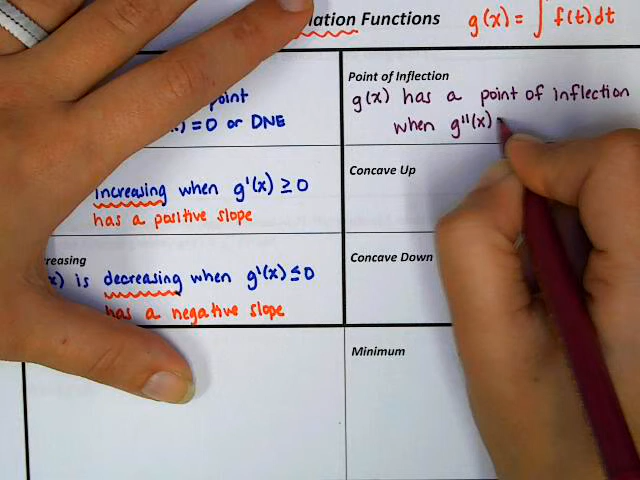 lation Functions g(x) = ∫ f(t)dt
point
) = 0 or DNE
increasing when g'(x) ≥ 0
has a positive slope
reasing
x) is decreasing when g'(x) ≤ 0
has a negative slope
Point of Inflection
g(x) has a point of inflection
when g''(x)
Concave Up
Concave Down
Minimum